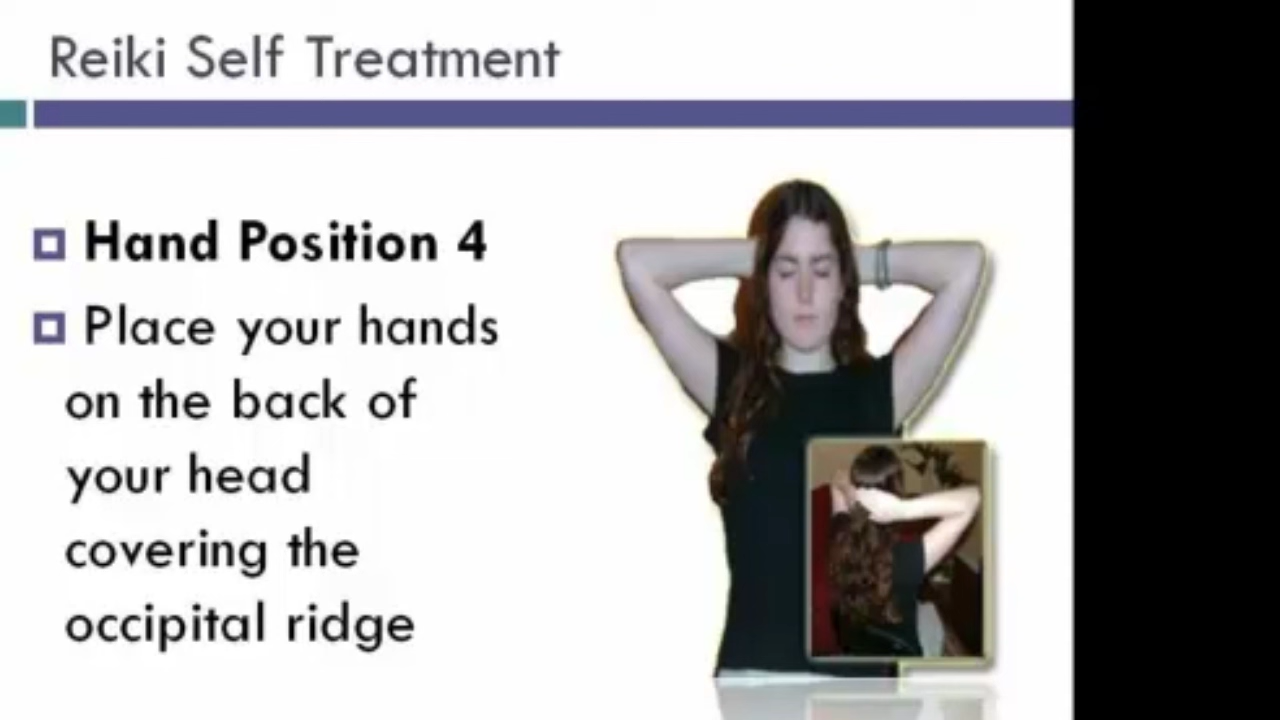 Reiki Self Treatment
Hand Position 4
Place your hands
on the back of
your head
covering the
occipital ridge